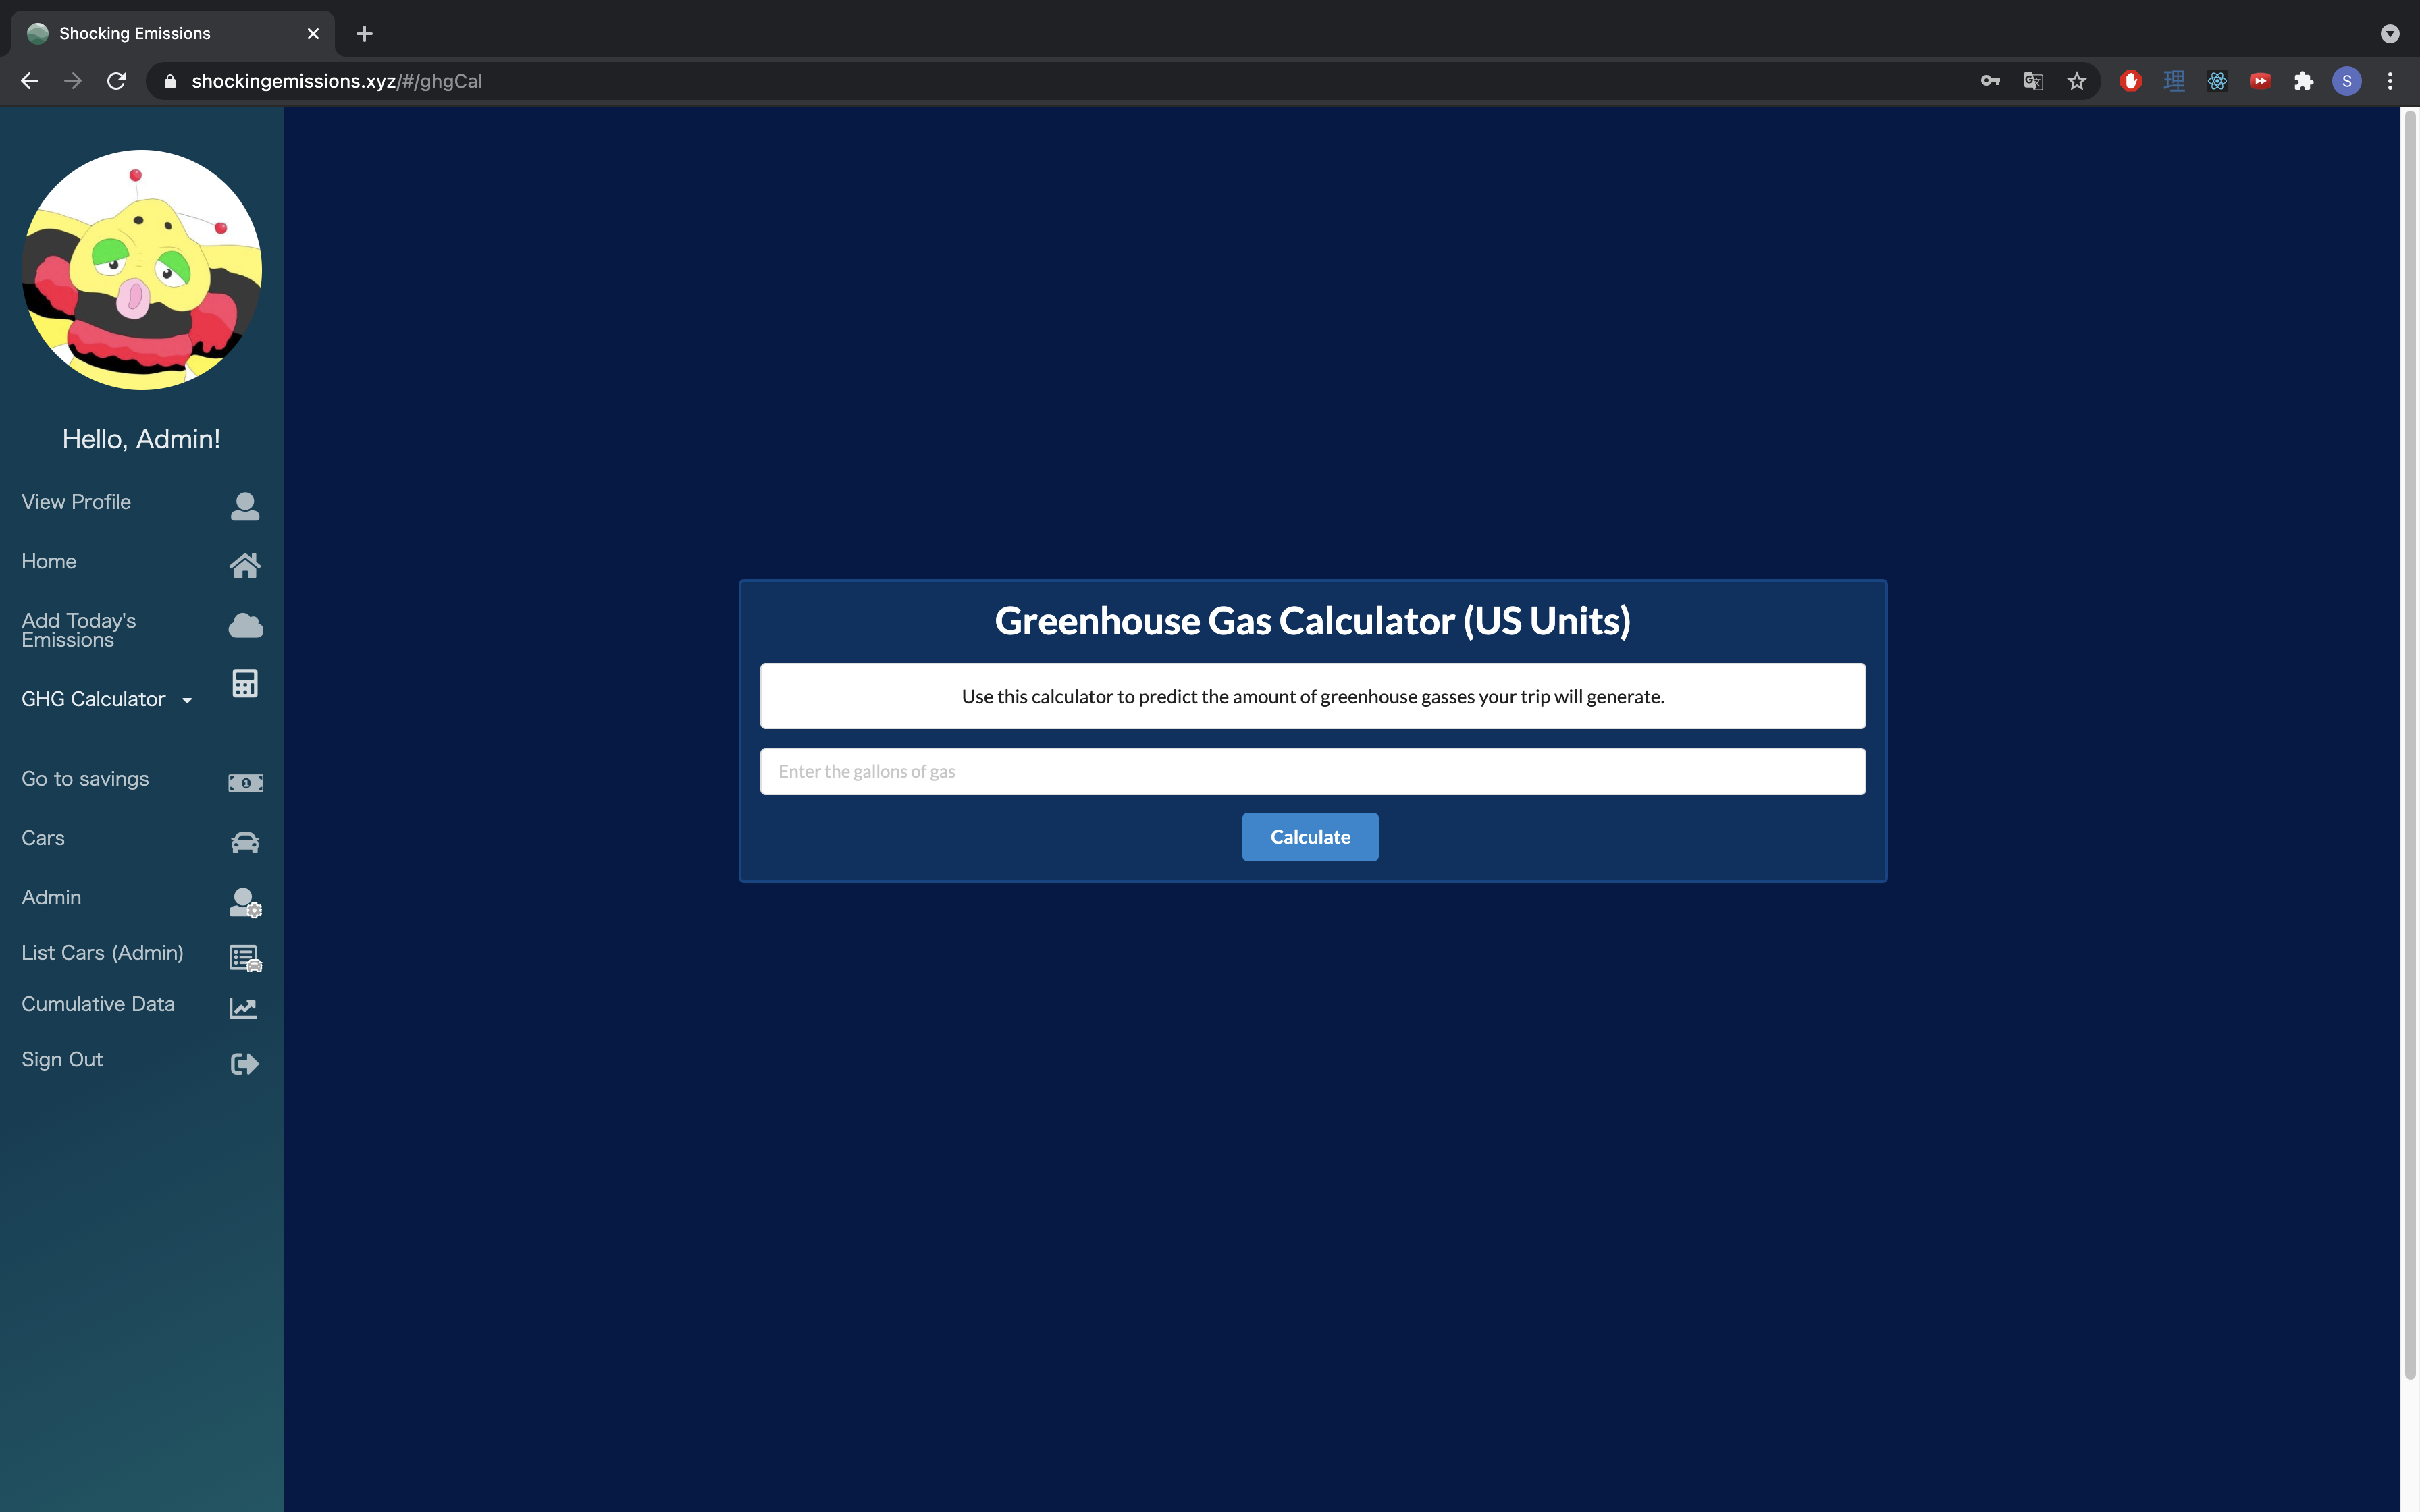 Shocking Emissions
shockingemissions.xyz/#/ghgCal
S
Hello, Admin!
View Profile
Home
Add Today's
Emissions
GHG Calculator
Go to savings
1
Cars
Admin
List Cars (Admin)
Cumulative Data
Sign Out
Greenhouse Gas Calculator (US Units)
Use this calculator to predict the amount of greenhouse gasses your trip will generate.
Enter the gallons of gas
Calculate